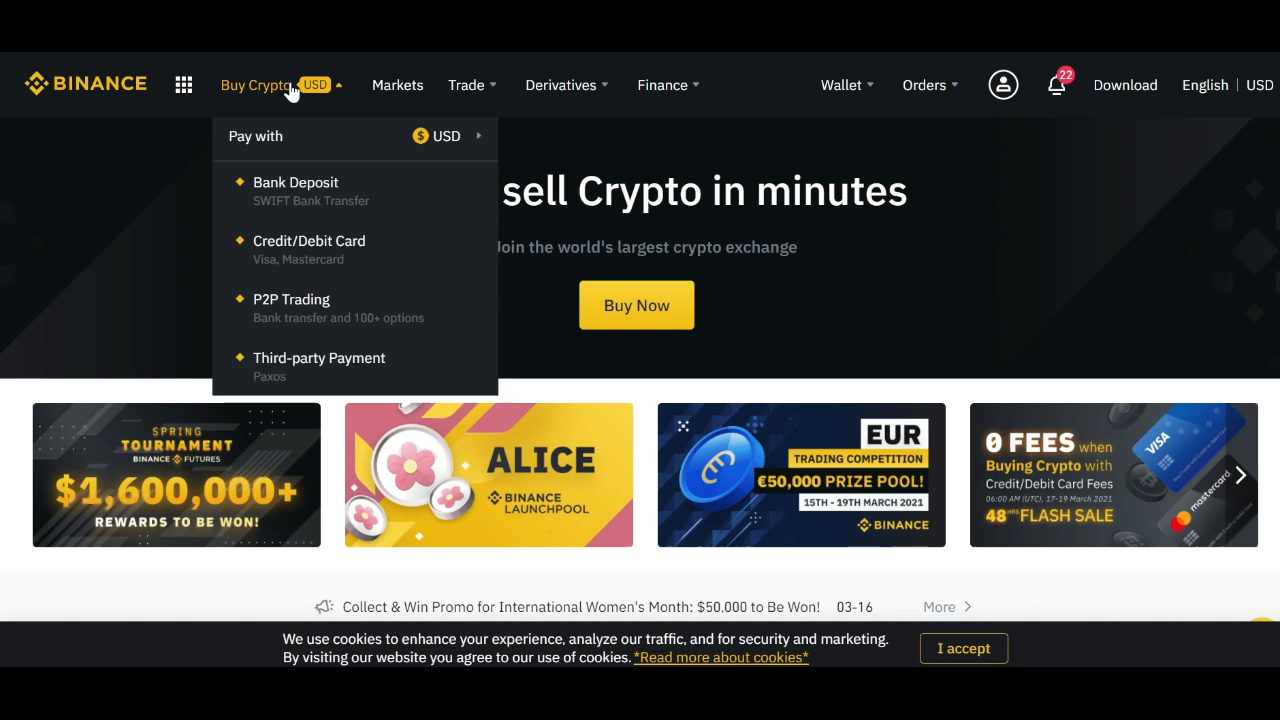 BINANCE
Buy Crypto USD
Markets
Trade
Derivatives
Finance
Wallet
Orders
22
Download
English | USD
Pay with
$ USD
Bank Deposit
SWIFT Bank Transfer
Credit/Debit Card
Visa, Mastercard
P2P Trading
Bank transfer and 100+ options
Third-party Payment
Paxos
sell Crypto in minutes
Join the world's largest crypto exchange
Buy Now
SPRING
TOURNAMENT
BINANCE FUTURES
$1,600,000+
REWARDS TO BE WON!
ALICE
BINANCE
LAUNCHPOOL
EUR
TRADING COMPETITION
€50,000 PRIZE POOL!
15TH - 19TH MARCH 2021
BINANCE
0 FEES when
Buying Crypto with
Credit/Debit Card Fees
06:00 AM (UTC), 17-19 March 2021
48HRS FLASH SALE
VISA
mastercard
Collect & Win Promo for International Women's Month: $50,000 to Be Won! 03-16
More
We use cookies to enhance your experience, analyze our traffic, and for security and marketing.
By visiting our website you agree to our use of cookies. *Read more about cookies*
I accept